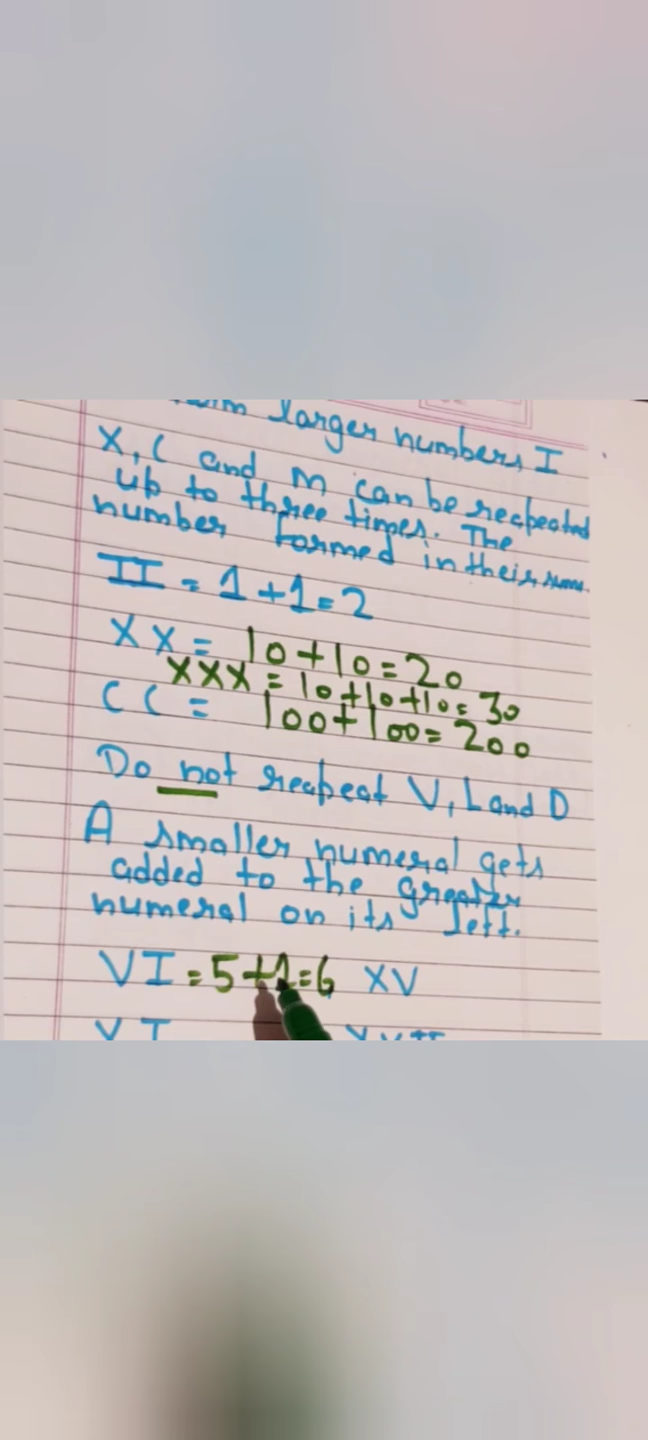 larger numbers I
X, C and M can be reapeated
up to three times. The
number formed in their sum.
II = 1+1=2
XX = 10+10=20
XXX = 10+10+10= 30
CC = 100+100= 200
Do not reapeat V, L and D
A smaller numeral gets
added to the greater
numeral on its left.
VI = 5+1=6 XV